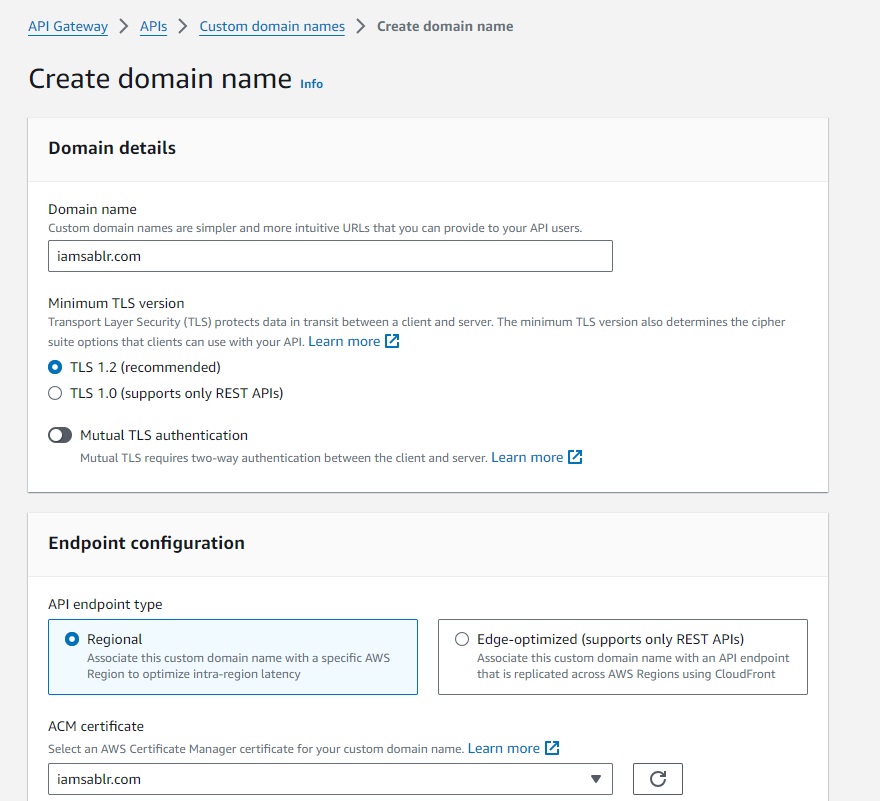 API Gateway > APIs > Custom domain names > Create domain name
Create domain name Info
Domain details
Domain name
Custom domain names are simpler and more intuitive URLs that you can provide to your API users.
iamsablr.com
Minimum TLS version
Transport Layer Security (TLS) protects data in transit between a client and server. The minimum TLS version also determines the cipher
suite options that clients can use with your API. Learn more
TLS 1.2 (recommended)
TLS 1.0 (supports only REST APIs)
Mutual TLS authentication
Mutual TLS requires two-way authentication between the client and server. Learn more
Endpoint configuration
API endpoint type
Regional
Associate this custom domain name with a specific AWS
Region to optimize intra-region latency
Edge-optimized (supports only REST APIs)
Associate this custom domain name with an API endpoint
that is replicated across AWS Regions using CloudFront
ACM certificate
Select an AWS Certificate Manager certificate for your custom domain name. Learn more
iamsablr.com